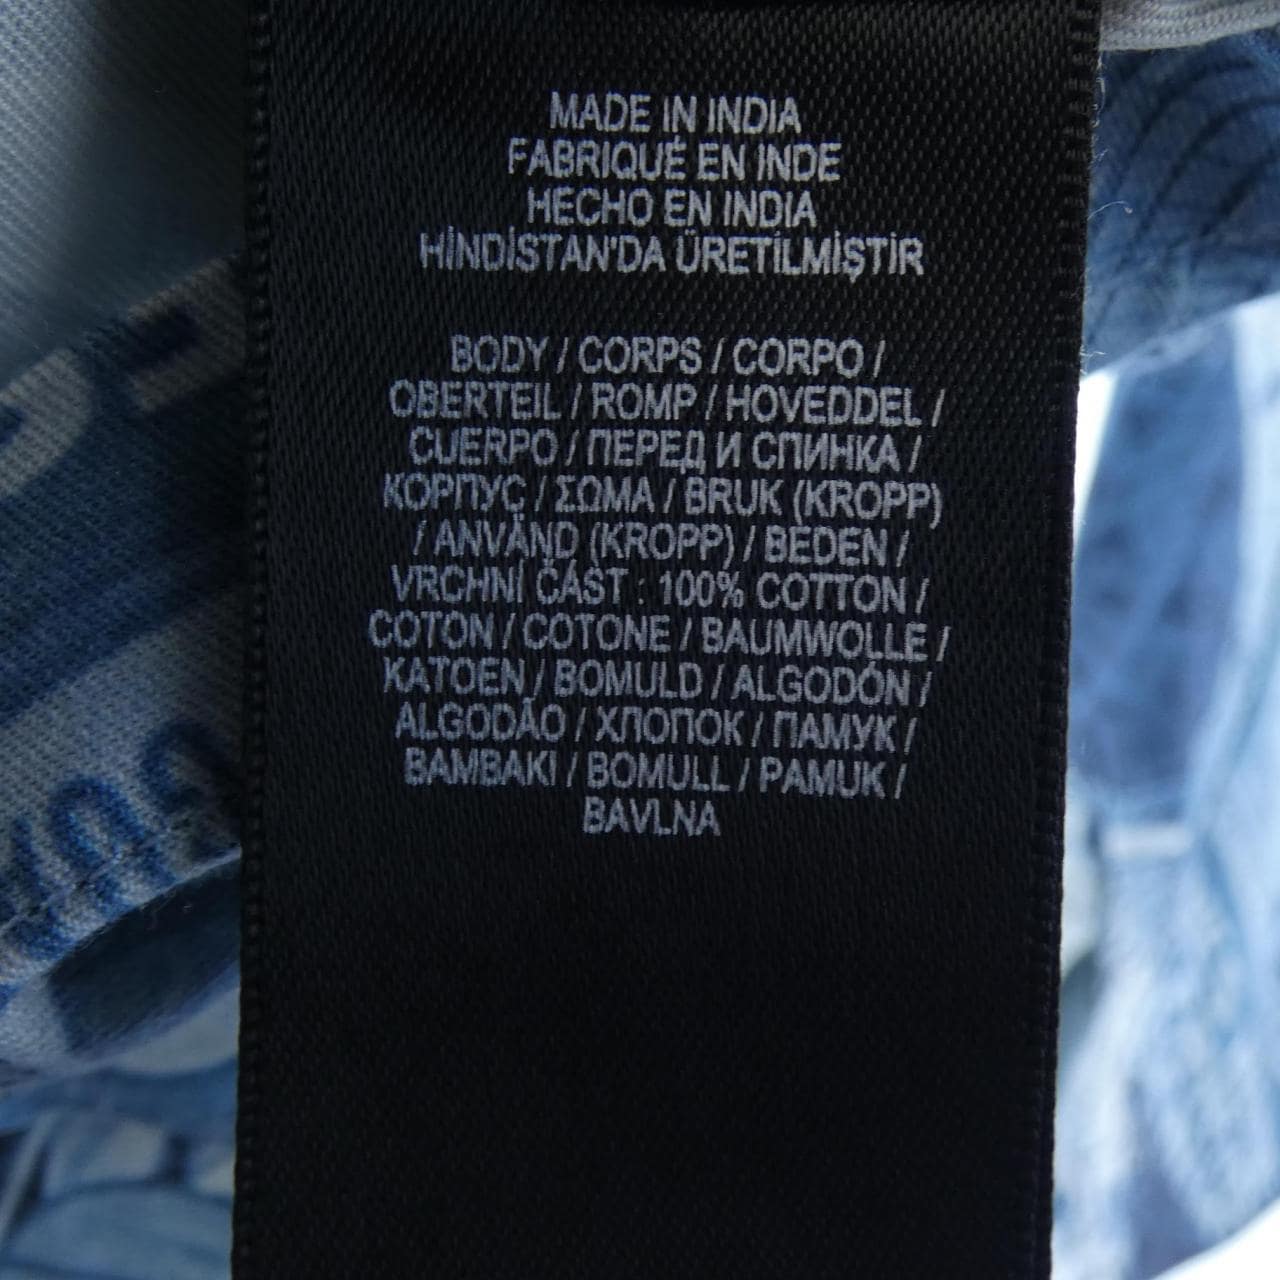 MADE IN INDIA
FABRIQUÉ EN INDE
HECHO EN INDIA
HİNDİSTAN'DA ÜRETİLMİŞTİR
BODY / CORPS / CORPO /
OBERTEIL / ROMP / HOVEDDEL /
CUERPO / ПЕРЕД И СПИНКА /
КОРПУС / ΣΩΜΑ / BRUK (KROPP)
/ ANVÄND (KROPP) / BEDEN /
VRCHNÍ ČÁST : 100% COTTON /
COTON / COTONE / BAUMWOLLE /
KATOEN / BOMULD / ALGODÓN /
ALGODÃO / ХЛОПОК / ПАМУК /
BAMBAKI / BOMULL / PAMUK /
BAVLNA